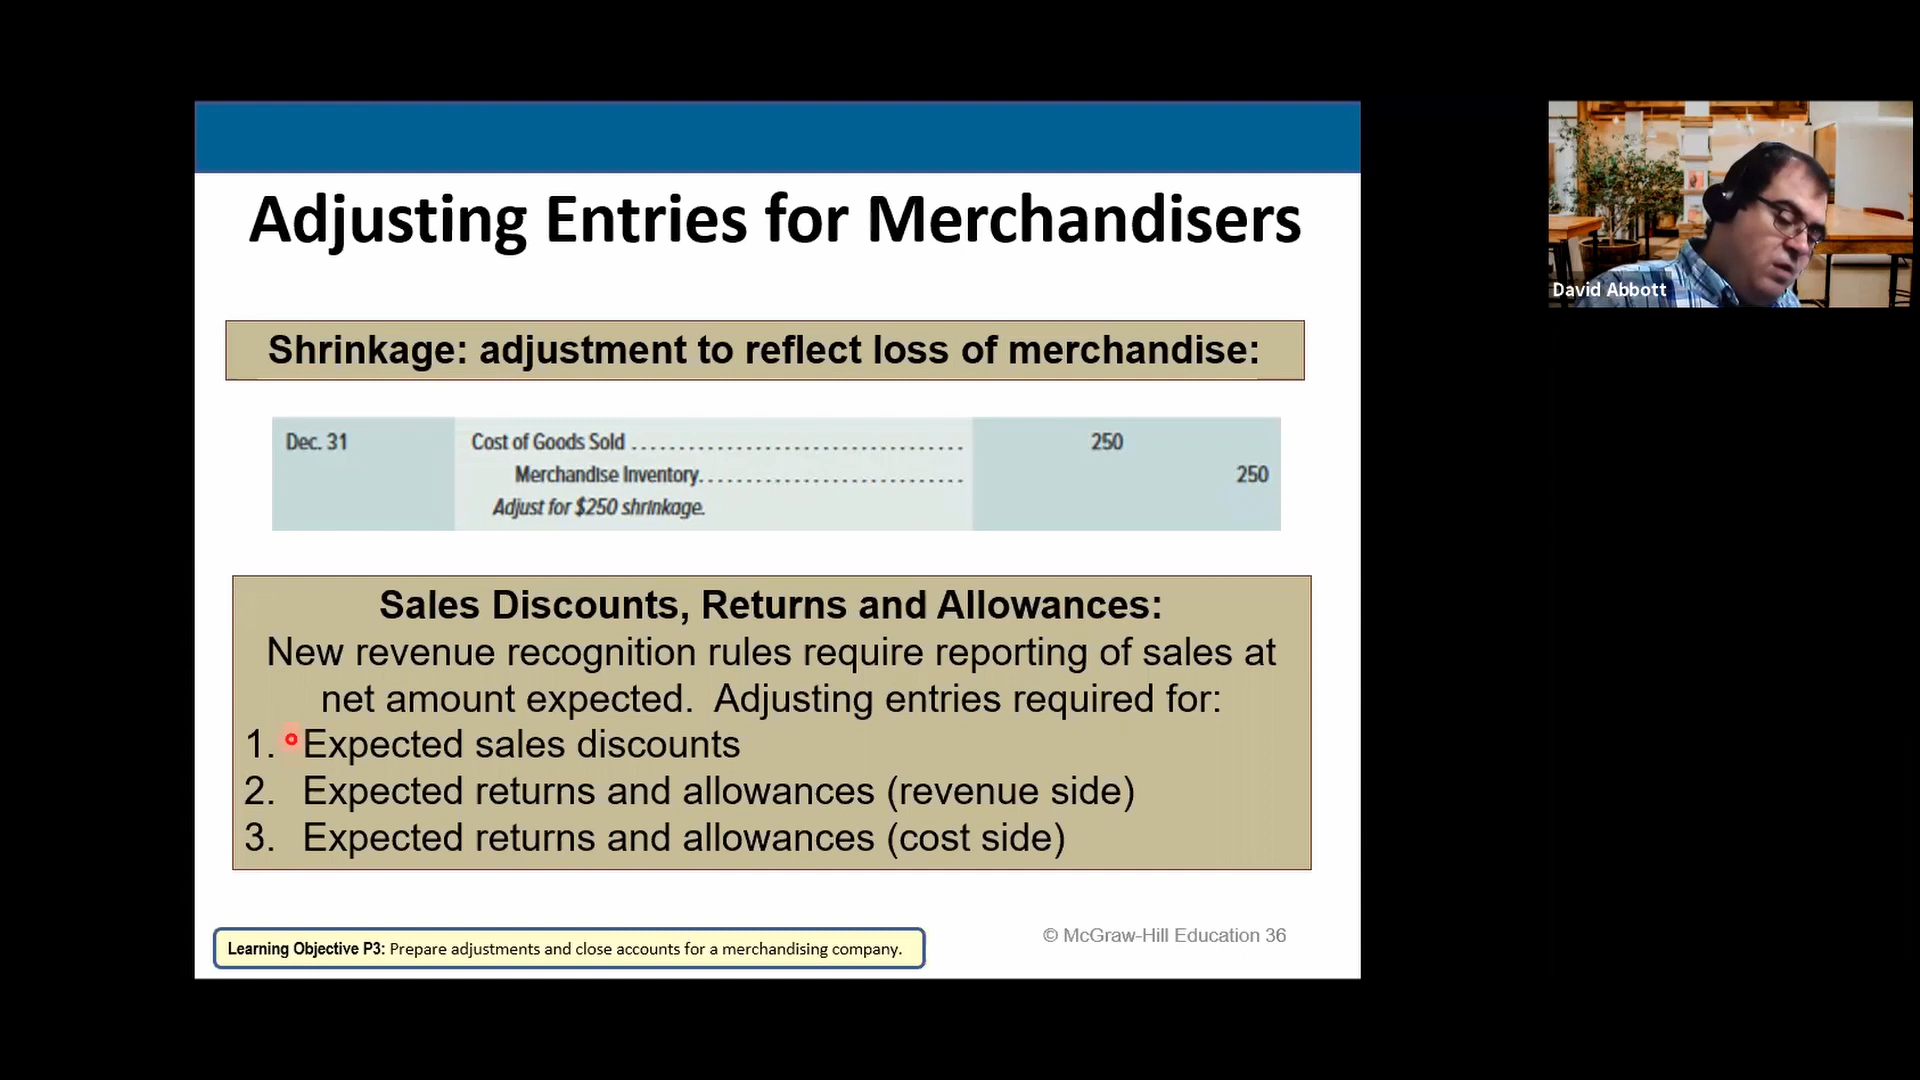 Adjusting Entries for Merchandisers
David Abbott
Shrinkage: adjustment to reflect loss of merchandise:
Dec. 31 Cost of Goods Sold .................................. 250
Merchandise Inventory............................ 250
Adjust for $250 shrinkage.
Sales Discounts, Returns and Allowances:
New revenue recognition rules require reporting of sales at
net amount expected. Adjusting entries required for:
1. Expected sales discounts
2. Expected returns and allowances (revenue side)
3. Expected returns and allowances (cost side)
Learning Objective P3: Prepare adjustments and close accounts for a merchandising company.
© McGraw-Hill Education 36